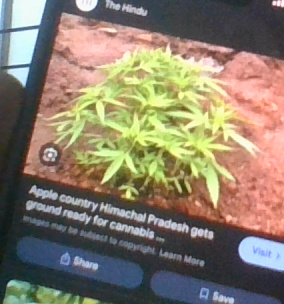 The Hindu
Apple country Himachal Pradesh gets
ground ready for cannabis ...
Images may be subject to copyright. Learn More
Visit >
Share
Save